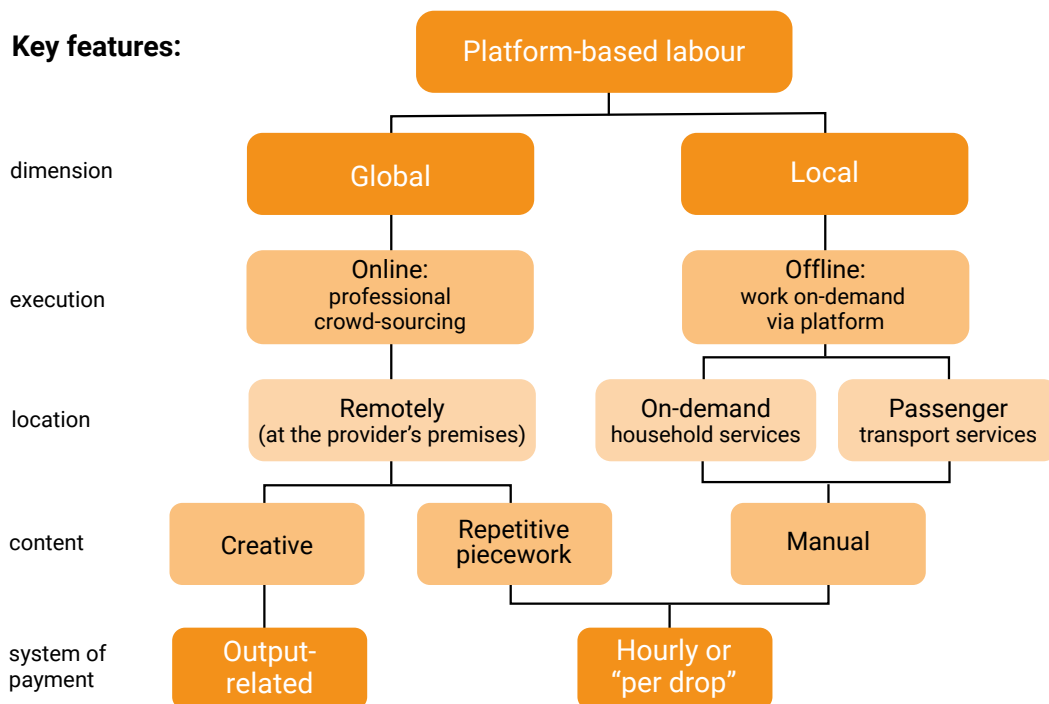 Key features:
Platform-based labour
dimension
Global
Local
execution
Online:
professional
crowd-sourcing
Offline:
work on-demand
via platform
location
Remotely
(at the provider’s premises)
On-demand
household services
Passenger
transport services
content
Creative
Repetitive
piecework
Manual
system of
payment
Output-
related
Hourly or
“per drop”